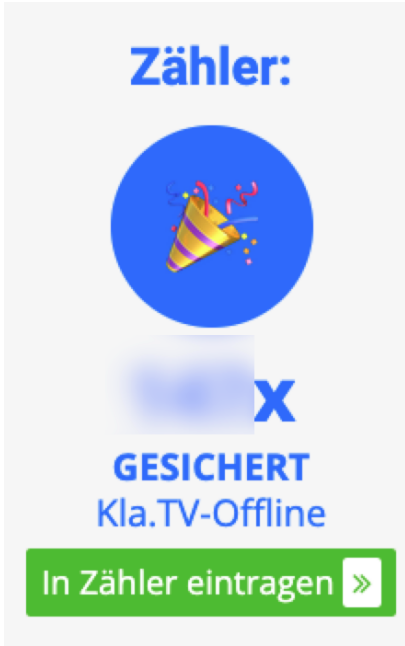 Zähler:
x
GESICHERT
Kla.TV-Offline
In Zähler eintragen »